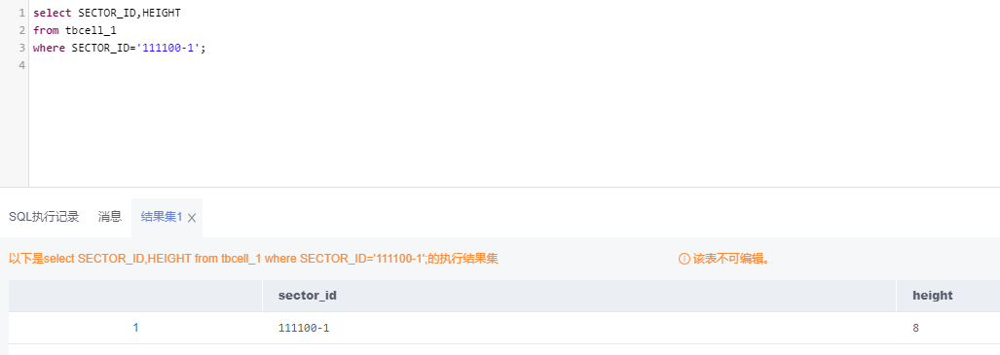 1 select SECTOR_ID,HEIGHT
2 from tbcell_1
3 where SECTOR_ID='111100-1';
4
SQL执行记录 消息 结果集1 ×
以下是select SECTOR_ID,HEIGHT from tbcell_1 where SECTOR_ID='111100-1';的执行结果集 该表不可编辑。
sector_id height
1 111100-1 8